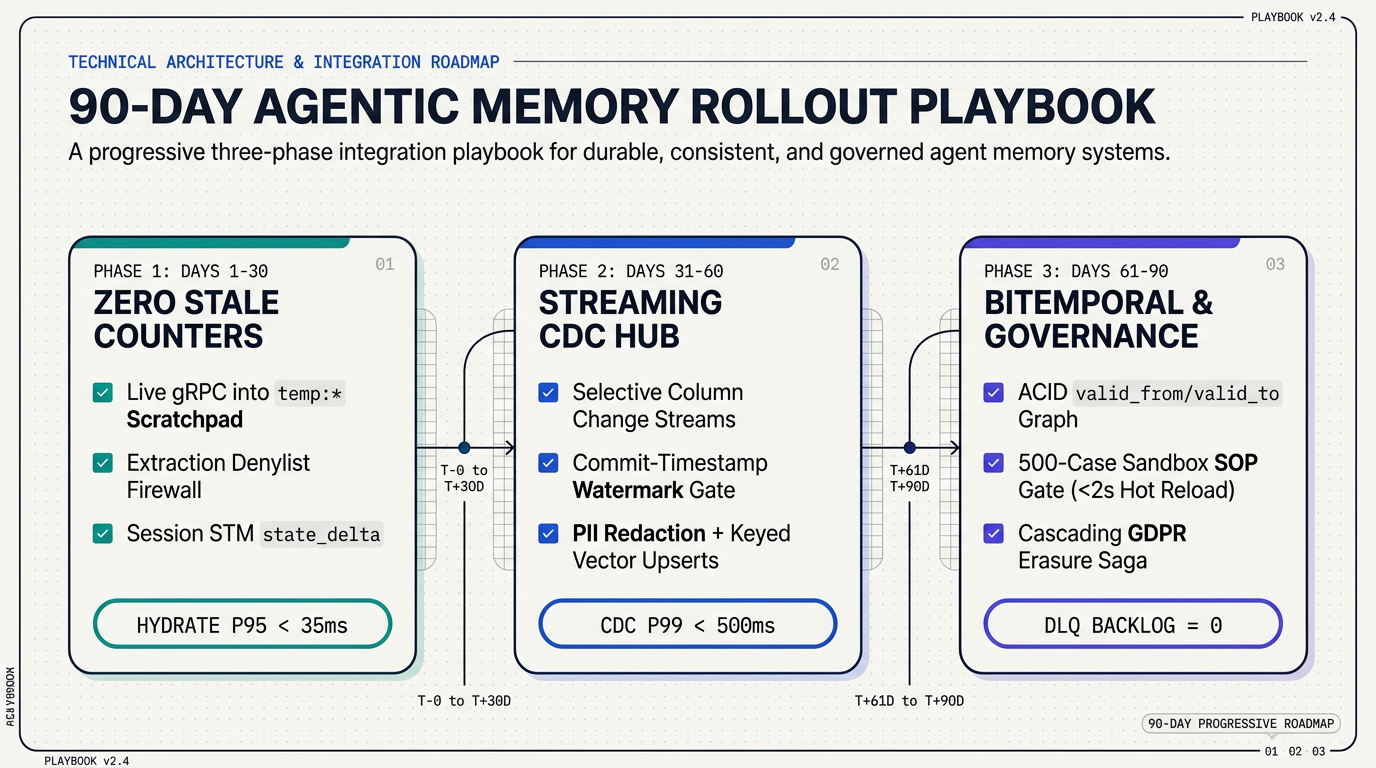 PLAYBOOK v2.4
TECHNICAL ARCHITECTURE & INTEGRATION ROADMAP
90-DAY AGENTIC MEMORY ROLLOUT PLAYBOOK
A progressive three-phase integration playbook for durable, consistent, and governed agent memory systems.
01
PHASE 1: DAYS 1-30
ZERO STALE
COUNTERS
Live gRPC into temp:*
Scratchpad
Extraction Denylist
Firewall
Session STM state_delta
HYDRATE P95 < 35ms
T-0 to
T+30D
T-0 to T+30D
02
PHASE 2: DAYS 31-60
STREAMING
CDC HUB
Selective Column
Change Streams
Commit-Timestamp
Watermark Gate
PII Redaction + Keyed
Vector Upserts
CDC P99 < 500ms
T+61D
T+90D
T+61D to T+90D
03
PHASE 3: DAYS 61-90
BITEMPORAL &
GOVERNANCE
ACID valid_from/valid_to
Graph
500-Case Sandbox SOP
Gate (<2s Hot Reload)
Cascading GDPR
Erasure Saga
DLQ BACKLOG = 0
90-DAY PROGRESSIVE ROADMAP
01 02 03
PLAYBOOK v2.4